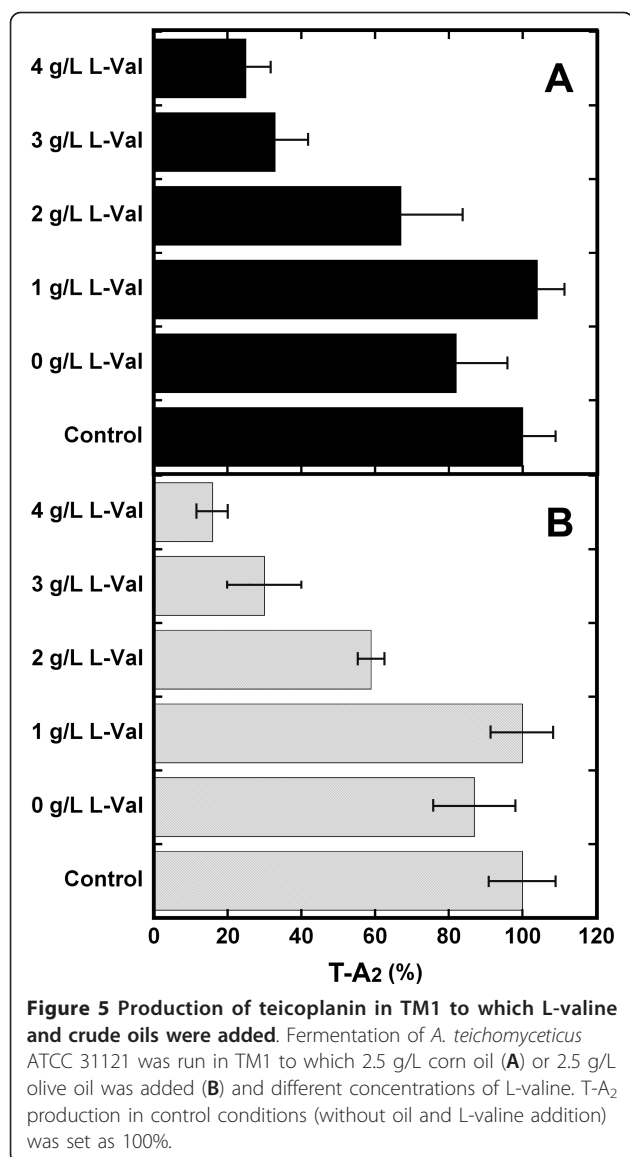 4 g/L L-Val
A
3 g/L L-Val
2 g/L L-Val
1 g/L L-Val
0 g/L L-Val
Control
4 g/L L-Val
B
3 g/L L-Val
2 g/L L-Val
1 g/L L-Val
0 g/L L-Val
Control
0 20 40 60 80 100 120
T-A2 (%)
Figure 5 Production of teicoplanin in TM1 to which L-valine
and crude oils were added. Fermentation of A. teichomyceticus
ATCC 31121 was run in TM1 to which 2.5 g/L corn oil (A) or 2.5 g/L
olive oil was added (B) and different concentrations of L-valine. T-A2
production in control conditions (without oil and L-valine addition)
was set as 100%.